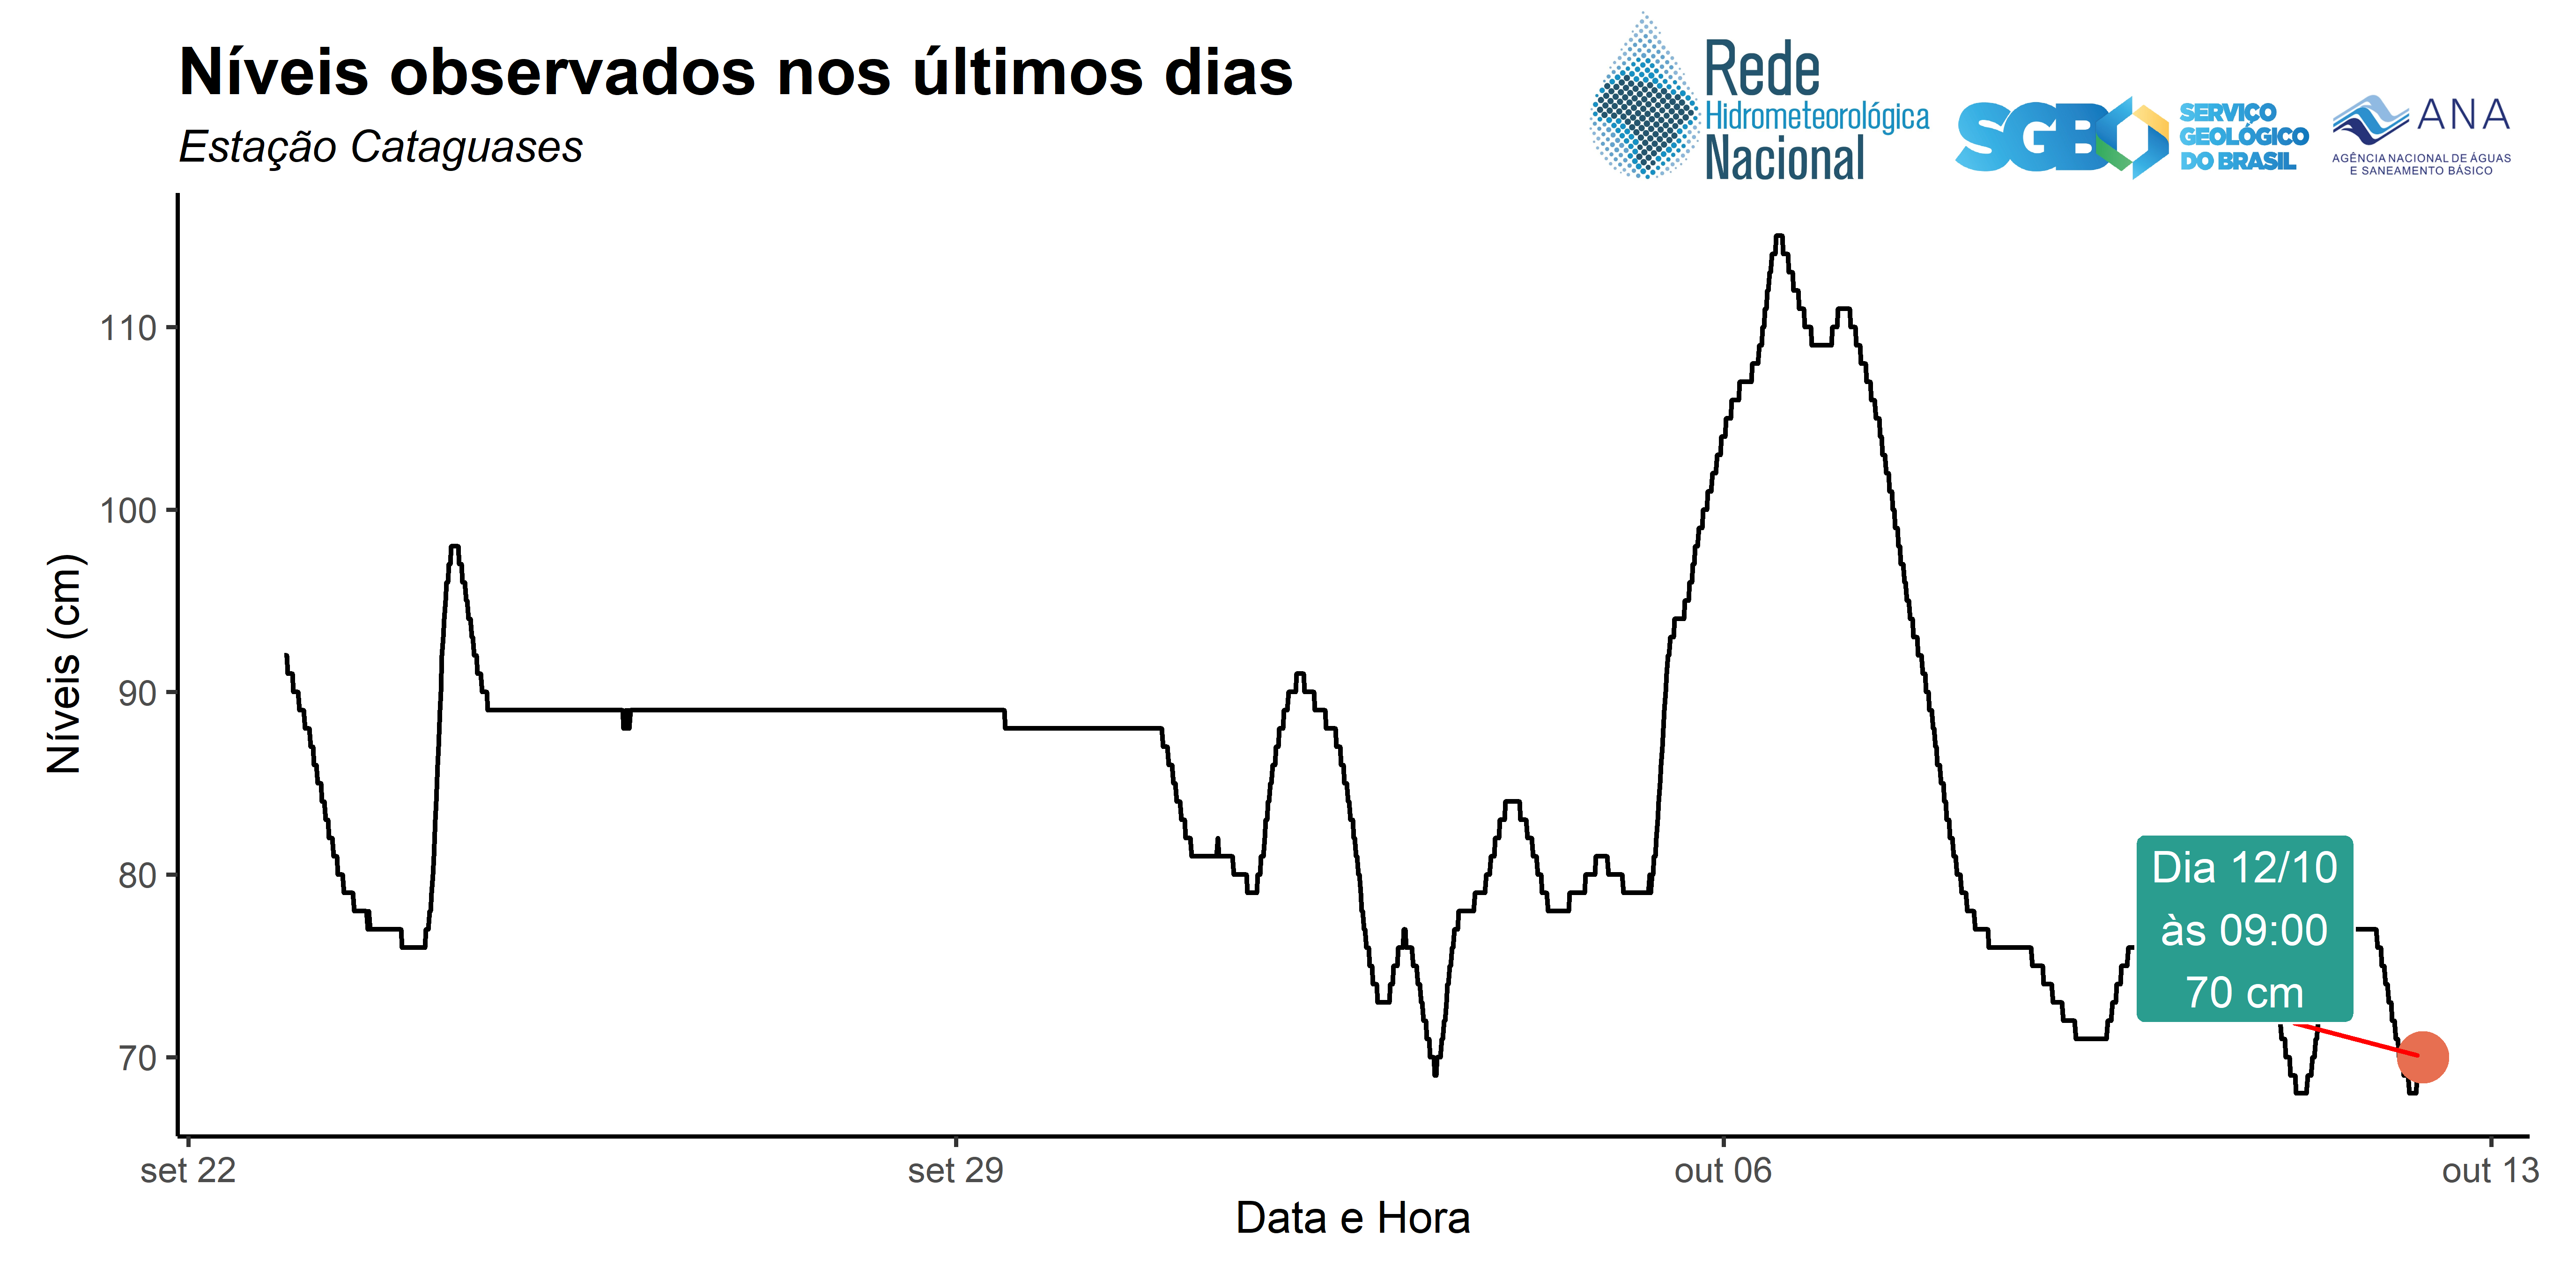 Níveis observados nos últimos dias
Estação Cataguases
Rede
Hidrometeorológica
Nacional
SGB
SERVIÇO
GEOLÓGICO
DO BRASIL
ANA
AGÊNCIA NACIONAL DE ÁGUAS
E SANEAMENTO BÁSICO
Níveis (cm)
110
100
90
80
70
Dia 12/10
às 09:00
70 cm
set 22
set 29
out 06
out 13
Data e Hora